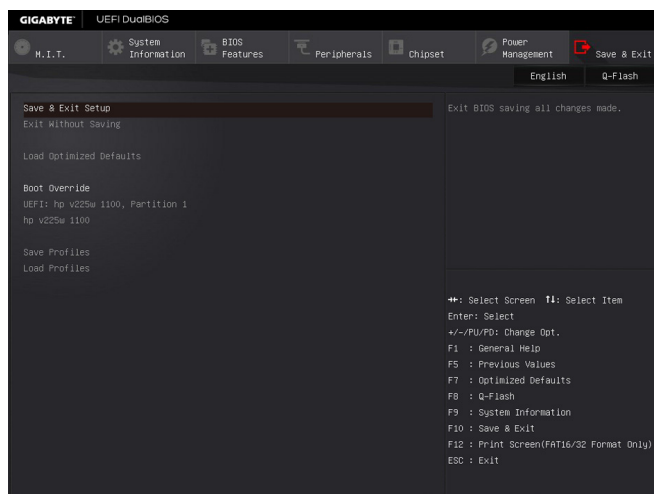 GIGABYTE™ UEFI DualBIOS
M.I.T.
System Information
BIOS Features
Peripherals
Chipset
Power Management
Save & Exit
English
Q-Flash
Save & Exit Setup
Exit Without Saving
Load Optimized Defaults
Boot Override
UEFI: hp v225w 1100, Partition 1
hp v225w 1100
Save Profiles
Load Profiles
Exit BIOS saving all changes made.
→←: Select Screen ↑↓: Select Item
Enter: Select
+/-/PU/PD: Change Opt.
F1 : General Help
F5 : Previous Values
F7 : Optimized Defaults
F8 : Q-Flash
F9 : System Information
F10 : Save & Exit
F12 : Print Screen(FAT16/32 Format Only)
ESC : Exit